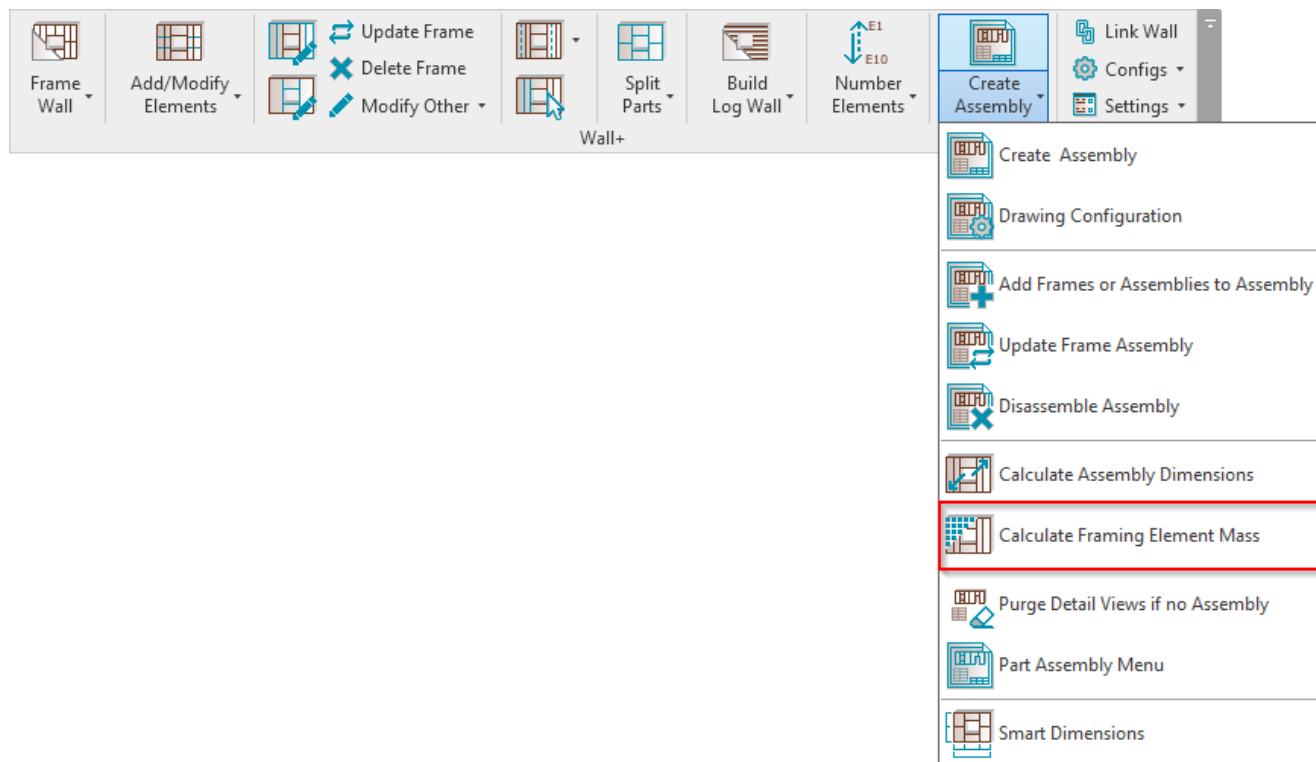 Frame
Wall
Add/Modify
Elements
Update Frame
Delete Frame
Modify Other
Split
Parts
Build
Log Wall
E1
E10
Number
Elements
Create
Assembly
Link Wall
Configs
Settings
Wall+
Create Assembly
Drawing Configuration
Add Frames or Assemblies to Assembly
Update Frame Assembly
Disassemble Assembly
Calculate Assembly Dimensions
Calculate Framing Element Mass
Purge Detail Views if no Assembly
Part Assembly Menu
Smart Dimensions